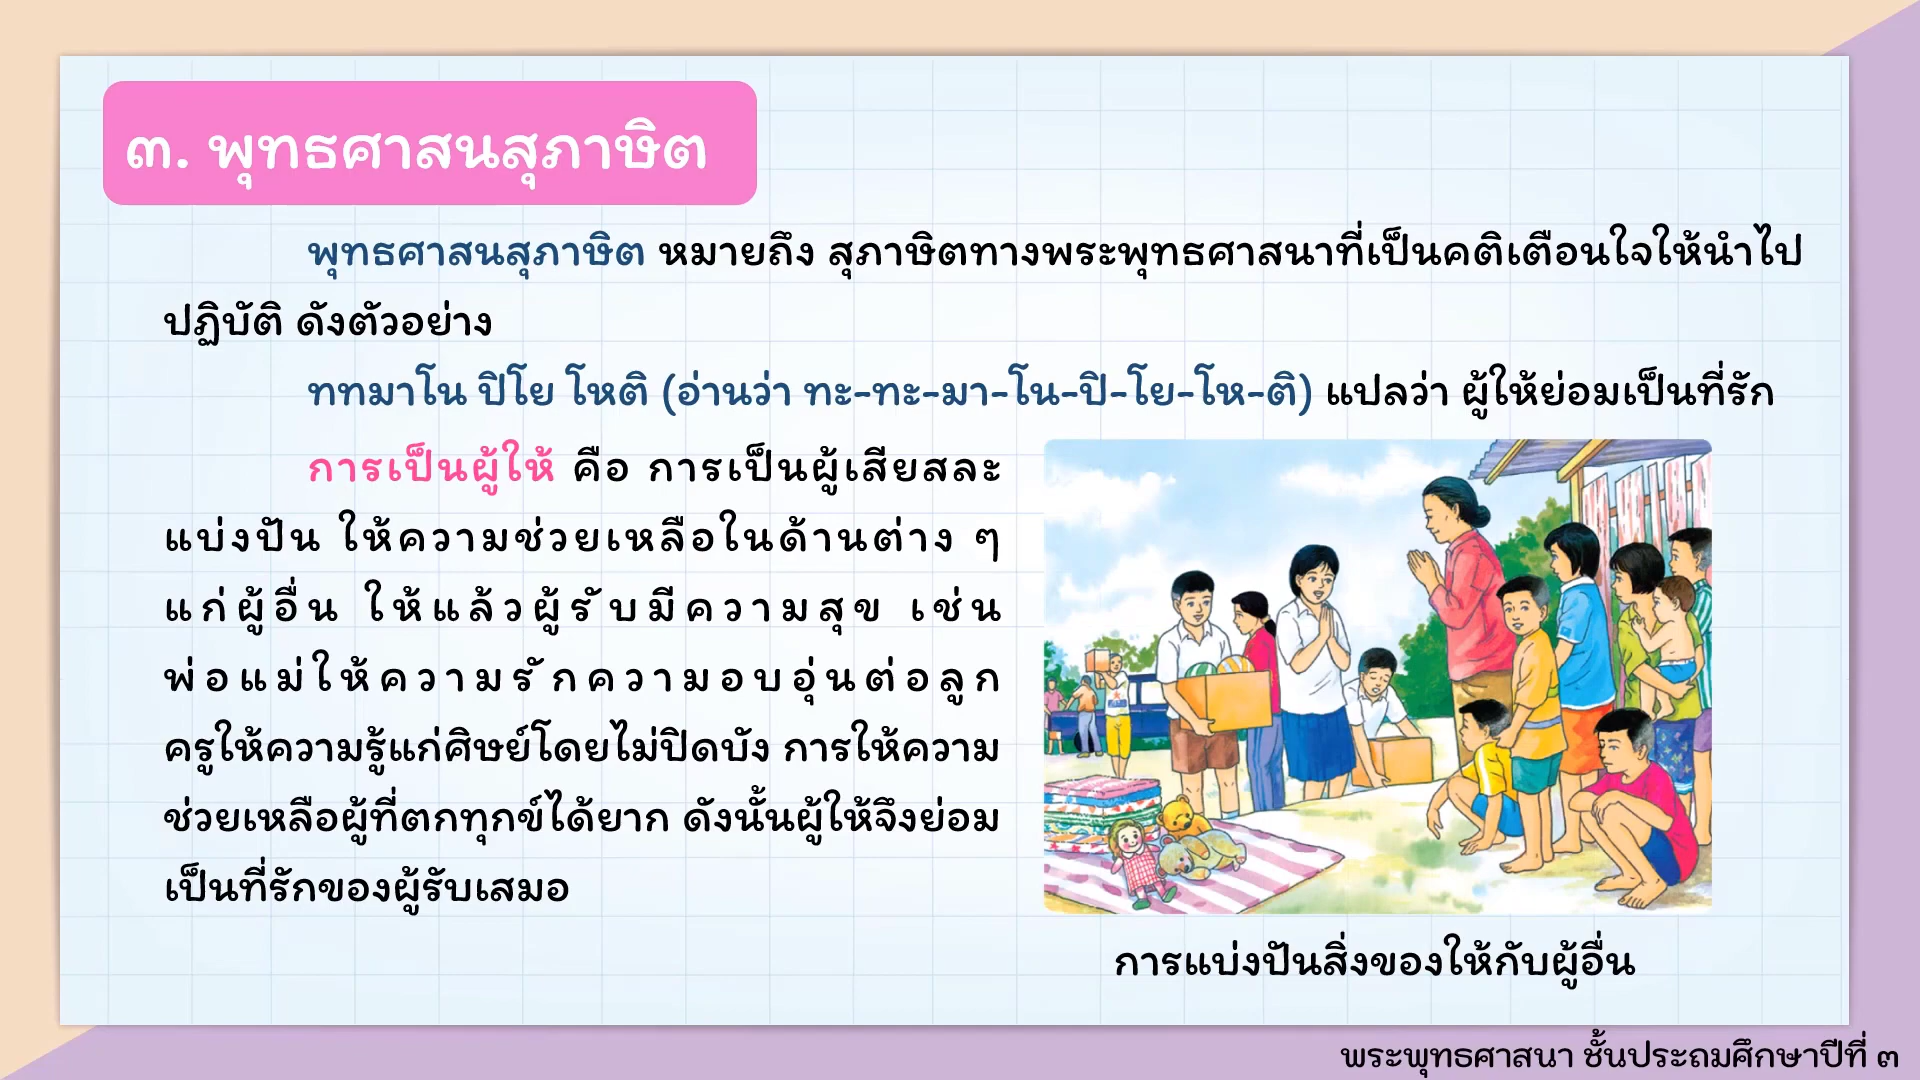 ๓. พุทธศาสนสุภาษิต
พุทธศาสนสุภาษิต หมายถึง สุภาษิตทางพระพุทธศาสนาที่เป็นคติเตือนใจให้นำไป
ปฏิบัติ ดังตัวอย่าง
ททมาโน ปิโย โหติ (อ่านว่า ทะ-ทะ-มา-โน-ปิ-โย-โห-ติ) แปลว่า ผู้ให้ย่อมเป็นที่รัก
การเป็นผู้ให้ คือ การเป็นผู้เสียสละ
แบ่งปัน ให้ความช่วยเหลือในด้านต่าง ๆ
แก่ผู้อื่น ให้แล้วผู้รับมีความสุข เช่น
พ่อแม่ให้ความรักความอบอุ่นต่อลูก
ครูให้ความรู้แก่ศิษย์โดยไม่ปิดบัง การให้ความ
ช่วยเหลือผู้ที่ตกทุกข์ได้ยาก ดังนั้นผู้ให้จึงย่อม
เป็นที่รักของผู้รับเสมอ
การแบ่งปันสิ่งของให้กับผู้อื่น
พระพุทธศาสนา ชั้นประถมศึกษาปีที่ ๓